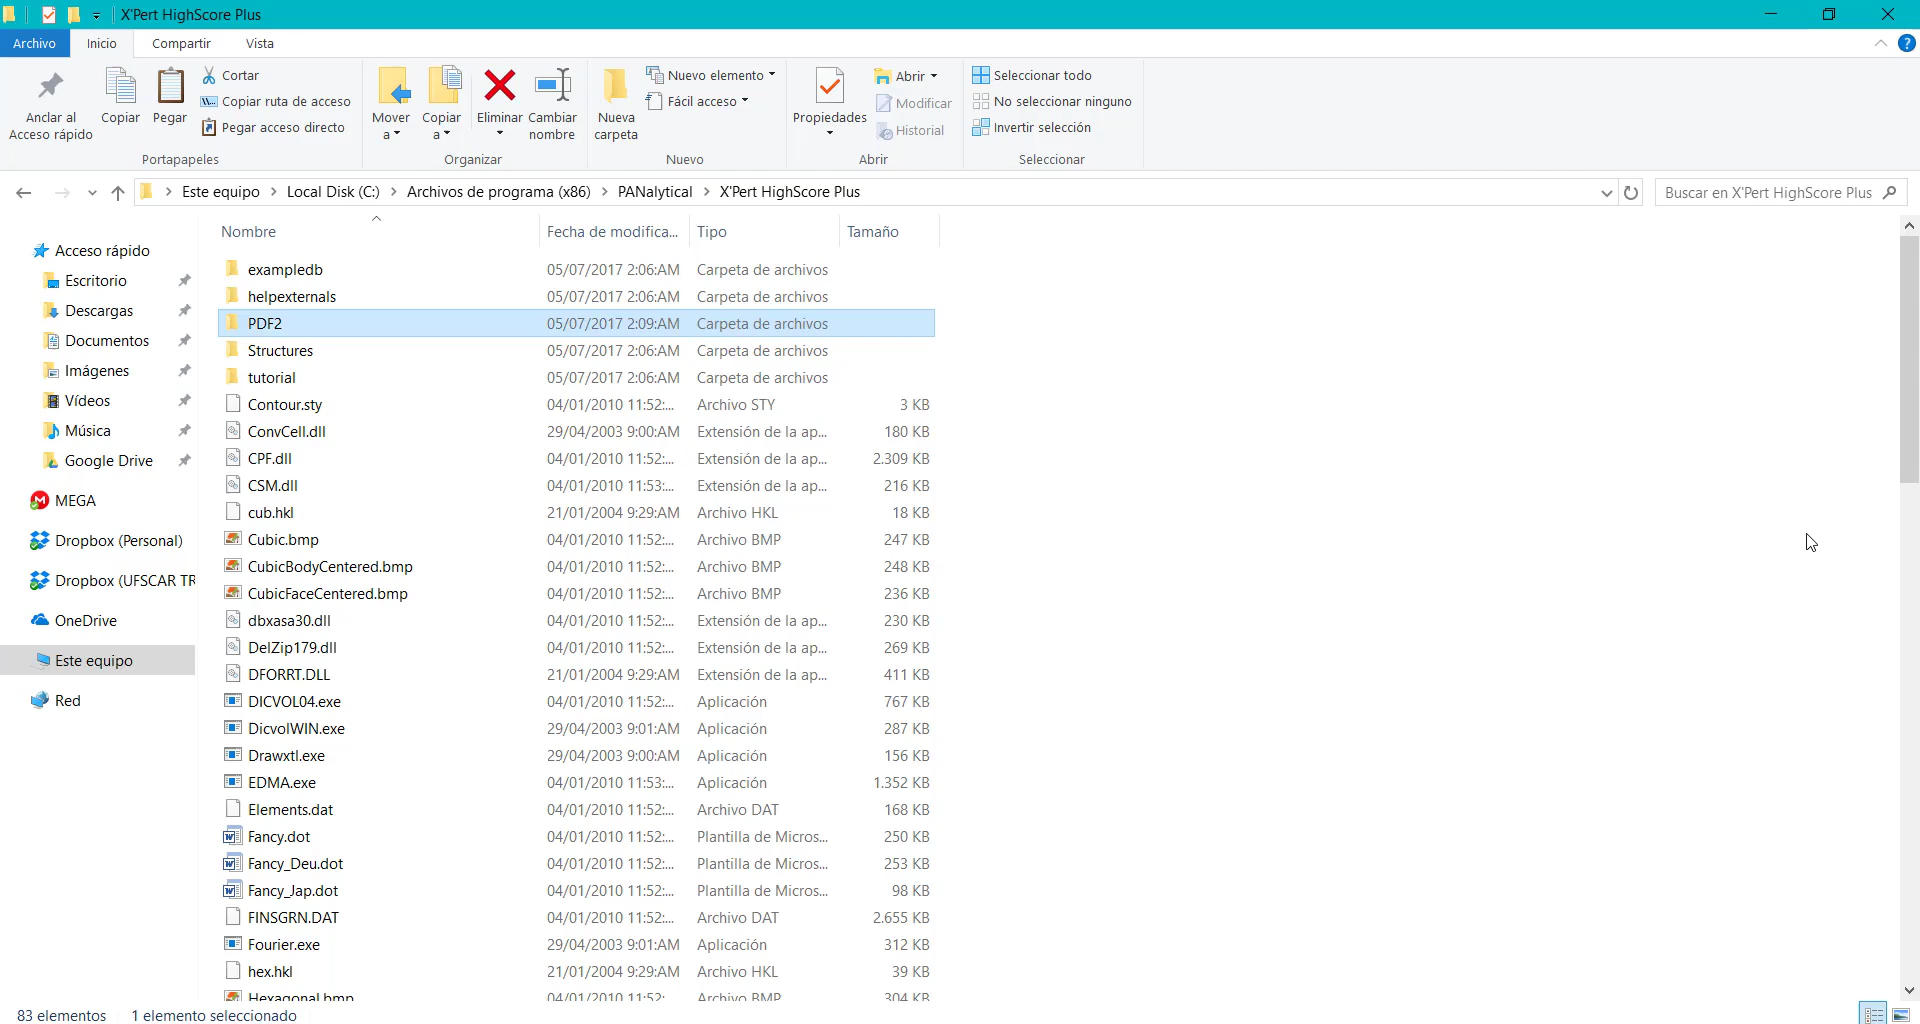 X'Pert HighScore Plus
Archivo Inicio Compartir Vista
Anclar al Acceso rápido
Copiar
Pegar
Cortar
Copiar ruta de acceso
Pegar acceso directo
Portapapeles
Mover a
Copiar a
Eliminar
Cambiar nombre
Organizar
Nueva carpeta
Nuevo elemento
Fácil acceso
Nuevo
Propiedades
Abrir
Modificar
Historial
Abrir
Seleccionar todo
No seleccionar ninguno
Invertir selección
Seleccionar
Este equipo > Local Disk (C:) > Archivos de programa (x86) > PANalytical > X'Pert HighScore Plus
Buscar en X'Pert HighScore Plus
Acceso rápido
Escritorio
Descargas
Documentos
Imágenes
Vídeos
Música
Google Drive
MEGA
Dropbox (Personal)
Dropbox (UFSCAR TR
OneDrive
Este equipo
Red
Nombre Fecha de modifica... Tipo Tamaño
exampledb 05/07/2017 2:06:AM Carpeta de archivos
helpexternals 05/07/2017 2:06:AM Carpeta de archivos
PDF2 05/07/2017 2:09:AM Carpeta de archivos
Structures 05/07/2017 2:06:AM Carpeta de archivos
tutorial 05/07/2017 2:06:AM Carpeta de archivos
Contour.sty 04/01/2010 11:52:... Archivo STY 3 KB
ConvCell.dll 29/04/2003 9:00:AM Extensión de la ap... 180 KB
CPF.dll 04/01/2010 11:52:... Extensión de la ap... 2.309 KB
CSM.dll 04/01/2010 11:53:... Extensión de la ap... 216 KB
cub.hkl 21/01/2004 9:29:AM Archivo HKL 18 KB
Cubic.bmp 04/01/2010 11:52:... Archivo BMP 247 KB
CubicBodyCentered.bmp 04/01/2010 11:52:... Archivo BMP 248 KB
CubicFaceCentered.bmp 04/01/2010 11:52:... Archivo BMP 236 KB
dbxasa30.dll 04/01/2010 11:52:... Extensión de la ap... 230 KB
DelZip179.dll 04/01/2010 11:52:... Extensión de la ap... 269 KB
DFORRT.DLL 21/01/2004 9:29:AM Extensión de la ap... 411 KB
DICVOL04.exe 04/01/2010 11:52:... Aplicación 767 KB
DicvolWIN.exe 29/04/2003 9:01:AM Aplicación 287 KB
Drawxtl.exe 29/04/2003 9:00:AM Aplicación 156 KB
EDMA.exe 04/01/2010 11:53:... Aplicación 1.352 KB
Elements.dat 04/01/2010 11:52:... Archivo DAT 168 KB
Fancy.dot 04/01/2010 11:52:... Plantilla de Micros... 250 KB
Fancy_Deu.dot 04/01/2010 11:52:... Plantilla de Micros... 253 KB
Fancy_Jap.dot 04/01/2010 11:52:... Plantilla de Micros... 98 KB
FINSGRN.DAT 04/01/2010 11:52:... Archivo DAT 2.655 KB
Fourier.exe 29/04/2003 9:01:AM Aplicación 312 KB
hex.hkl 21/01/2004 9:29:AM Archivo HKL 39 KB
Hexagonal.bmp 04/01/2010 11:52:... Archivo BMP 304 KB
83 elementos 1 elemento seleccionado